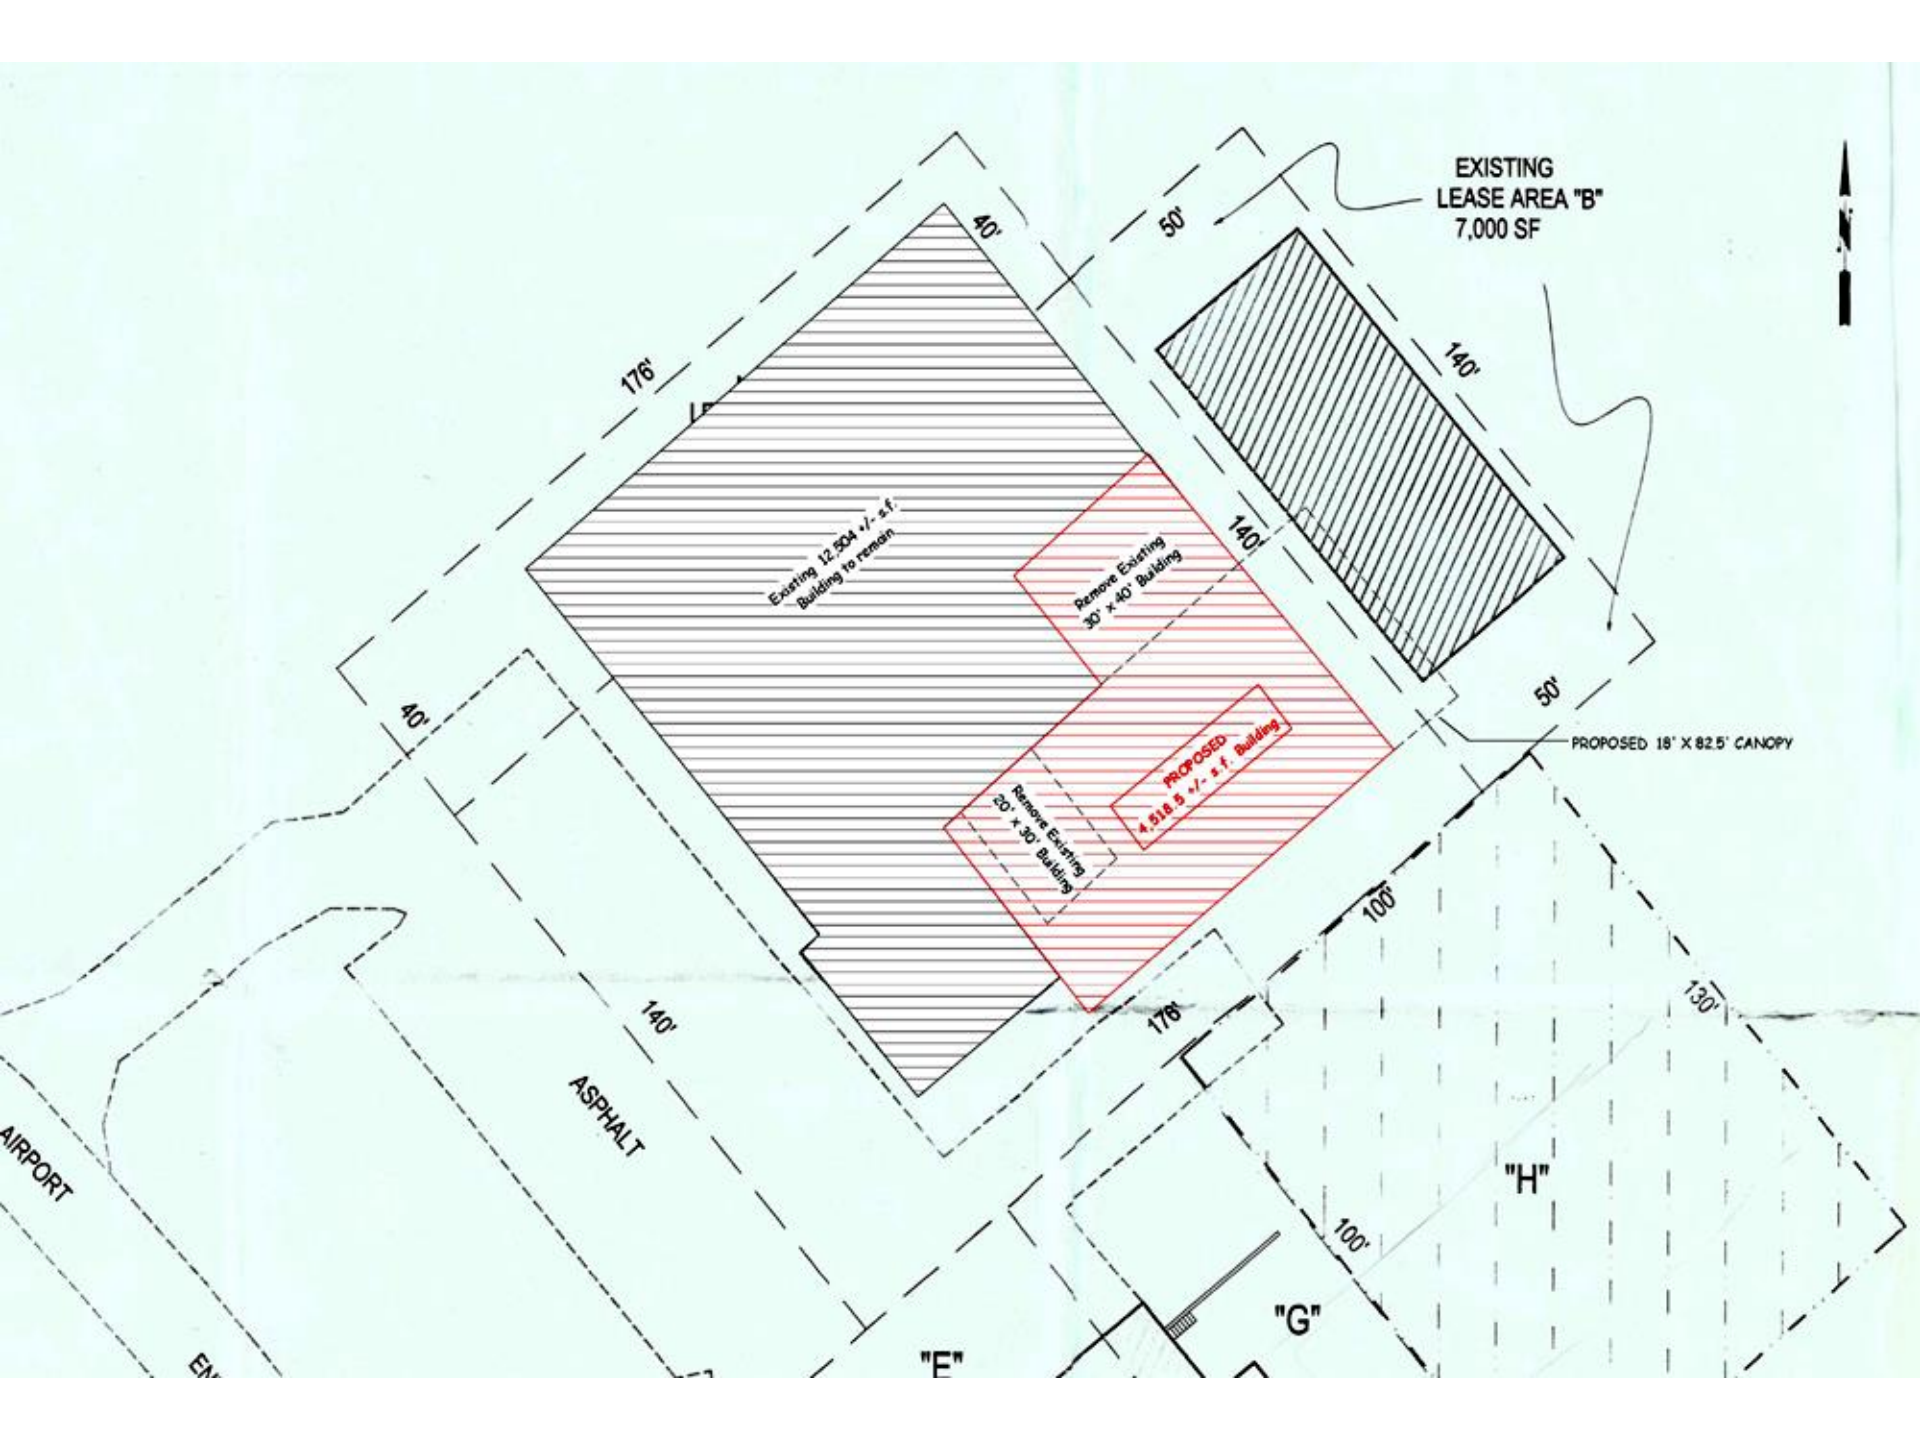 EXISTING
LEASE AREA "B"
7,000 SF
50'
40'
176'
140'
Existing 12,504 +/- s.f.
Building to remain
140'
Remove Existing
30' x 40' Building
40'
50'
PROPOSED 18' X 82.5' CANOPY
PROPOSED
4,518.5 +/- s.f. Building
Remove Existing
20' x 30' Building
100'
130'
176'
140'
ASPHALT
AIRPORT
"H"
100'
"G"
"E"